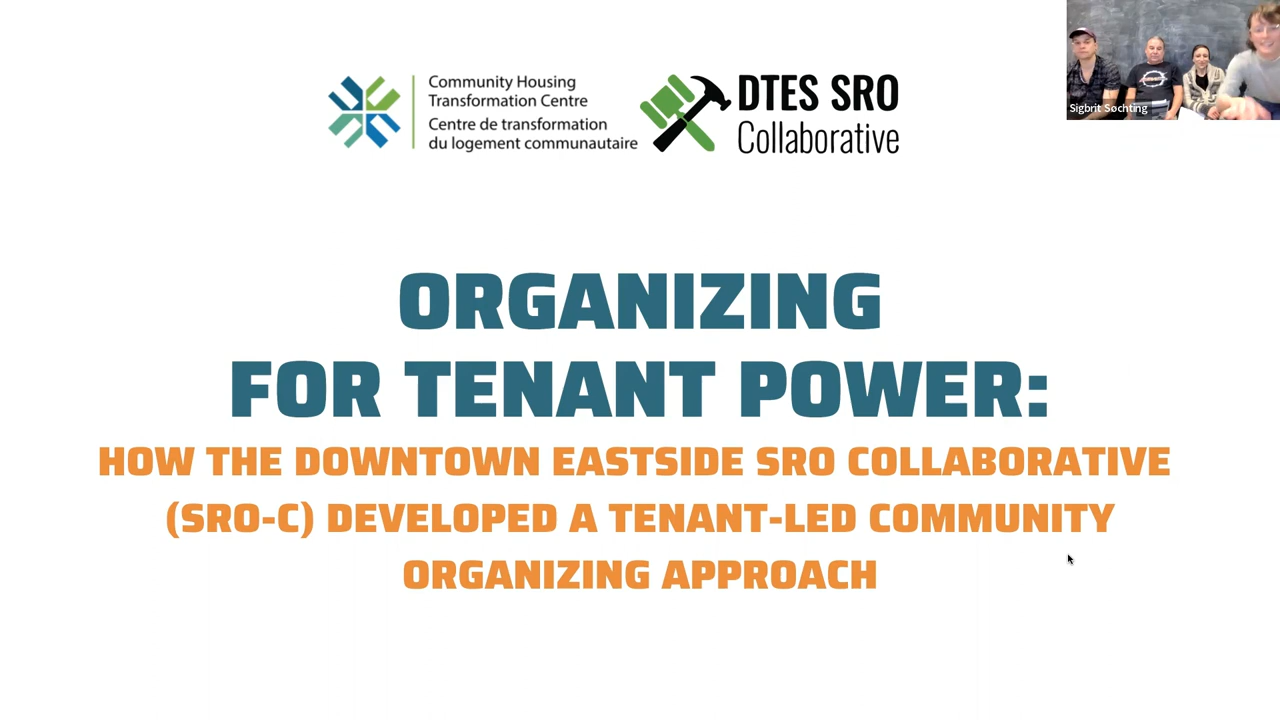 Community Housing
Transformation Centre
Centre de transformation
du logement communautaire
DTES SRO
Collaborative
Sigbrit Søchting
ORGANIZING
FOR TENANT POWER:
HOW THE DOWNTOWN EASTSIDE SRO COLLABORATIVE
(SRO-C) DEVELOPED A TENANT-LED COMMUNITY
ORGANIZING APPROACH